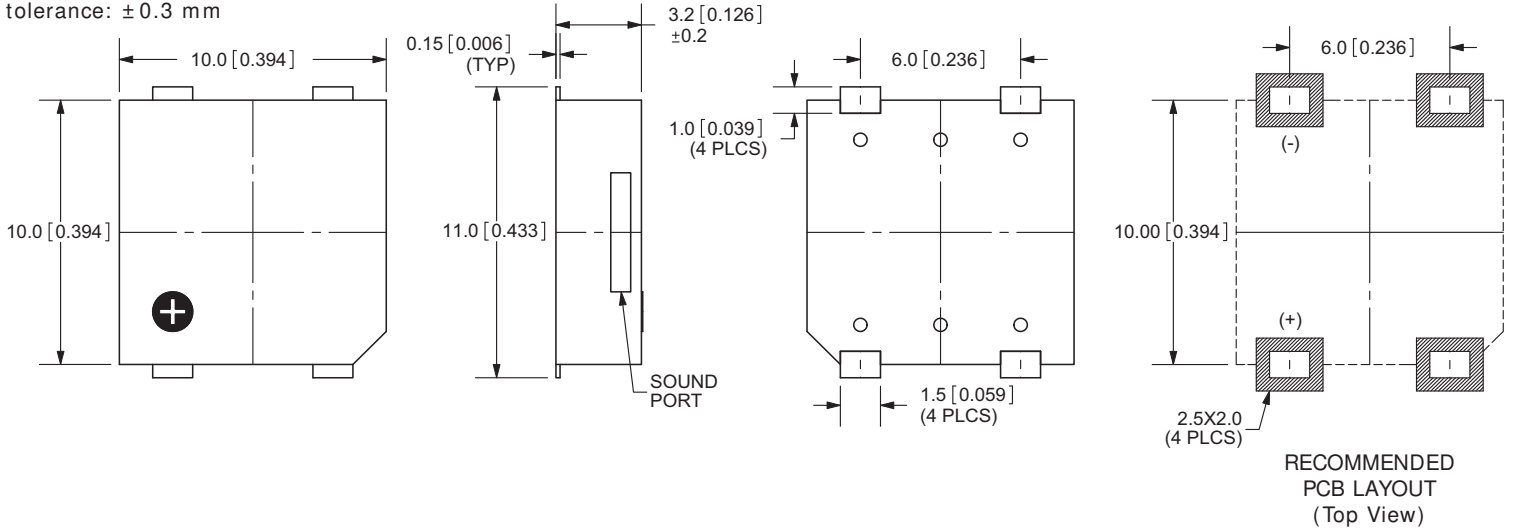 tolerance: ±0.3 mm
10.0 [0.394]
10.0 [0.394]
+
0.15 [0.006]
(TYP)
3.2 [0.126]
±0.2
11.0 [0.433]
SOUND
PORT
6.0 [0.236]
1.0 [0.039]
(4 PLCS)
1.5 [0.059]
(4 PLCS)
6.0 [0.236]
(-)
10.00 [0.394]
(+)
2.5X2.0
(4 PLCS)
RECOMMENDED
PCB LAYOUT
(Top View)